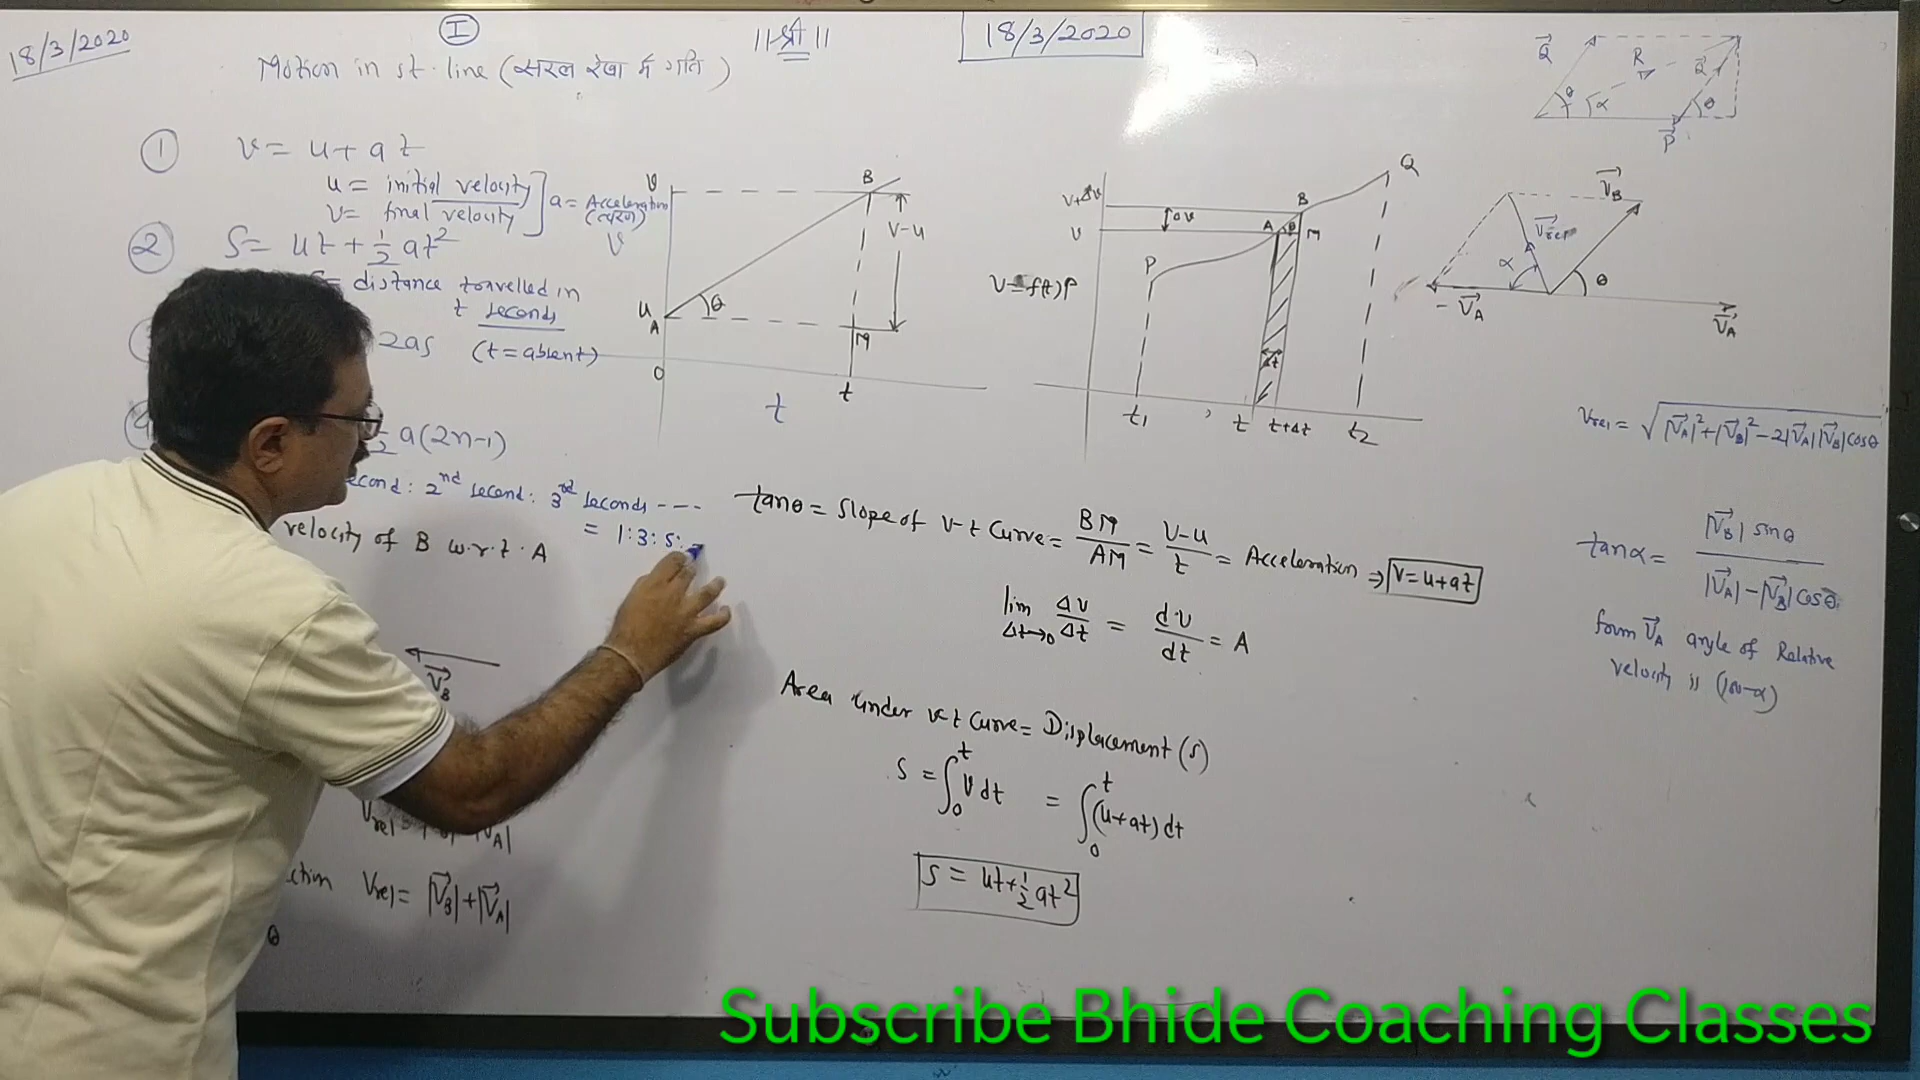 18/3/2020
I
||श्री||
18/3/2020
Motion in st. line (सरल रेखा में गति)
① v = u + at
u = initial velocity
v = final velocity
a = Acceleration
(त्वरण)
② S = ut + 1/2 at²
S = distance travelled in
t seconds
2as (t = absent)
1/2 a(2n-1)
econd : 2nd second : 3rd seconds ---
= 1:3:5:
velocity of B w.r.t. A
V⃗B
Vrel =
ction Vrel = |V⃗B| + |V⃗A|
θ
v
B
v-u
v
u
A
θ
M
O
t
t
v+Δv
Δv
v
v = f(t)
P
P
A
B
θ
M
Q
Δt
t1
t
t+Δt
t2
tanθ = Slope of v-t Curve = BM/AM = v-u/t = Acceleration ⇒ v = u+at
lim Δt→0 Δv/Δt = dv/dt = A
Area under v-t Curve = Displacement (s)
S = ∫₀ᵗ v dt = ∫₀ᵗ (u+at) dt
S = ut + 1/2 at²
Q⃗
R
Q⃗
θ
α
θ
P⃗
V⃗B
V⃗rel
α
θ
-V⃗A
V⃗A
Vrel = √|V⃗A|² + |V⃗B|² - 2|V⃗A||V⃗B|cosθ
tanα = |V⃗B| sinθ / |V⃗A| - |V⃗B| cosθ
form V⃗A angle of Relative
velocity is
Subscribe Bhide Coaching Classes